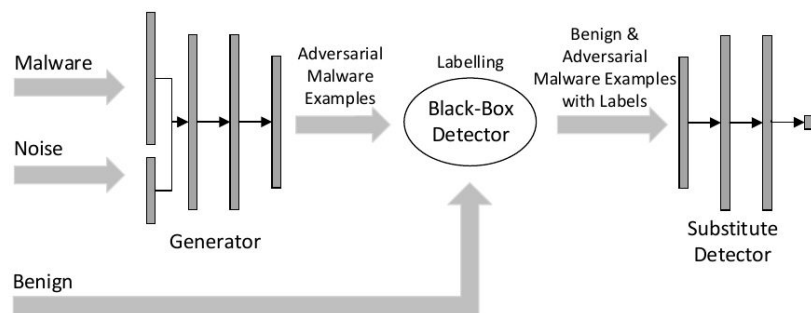 Malware
Noise
Generator
Benign
Adversarial
Malware
Examples
Labelling
Black-Box
Detector
Benign &
Adversarial
Malware Examples
with Labels
Substitute
Detector